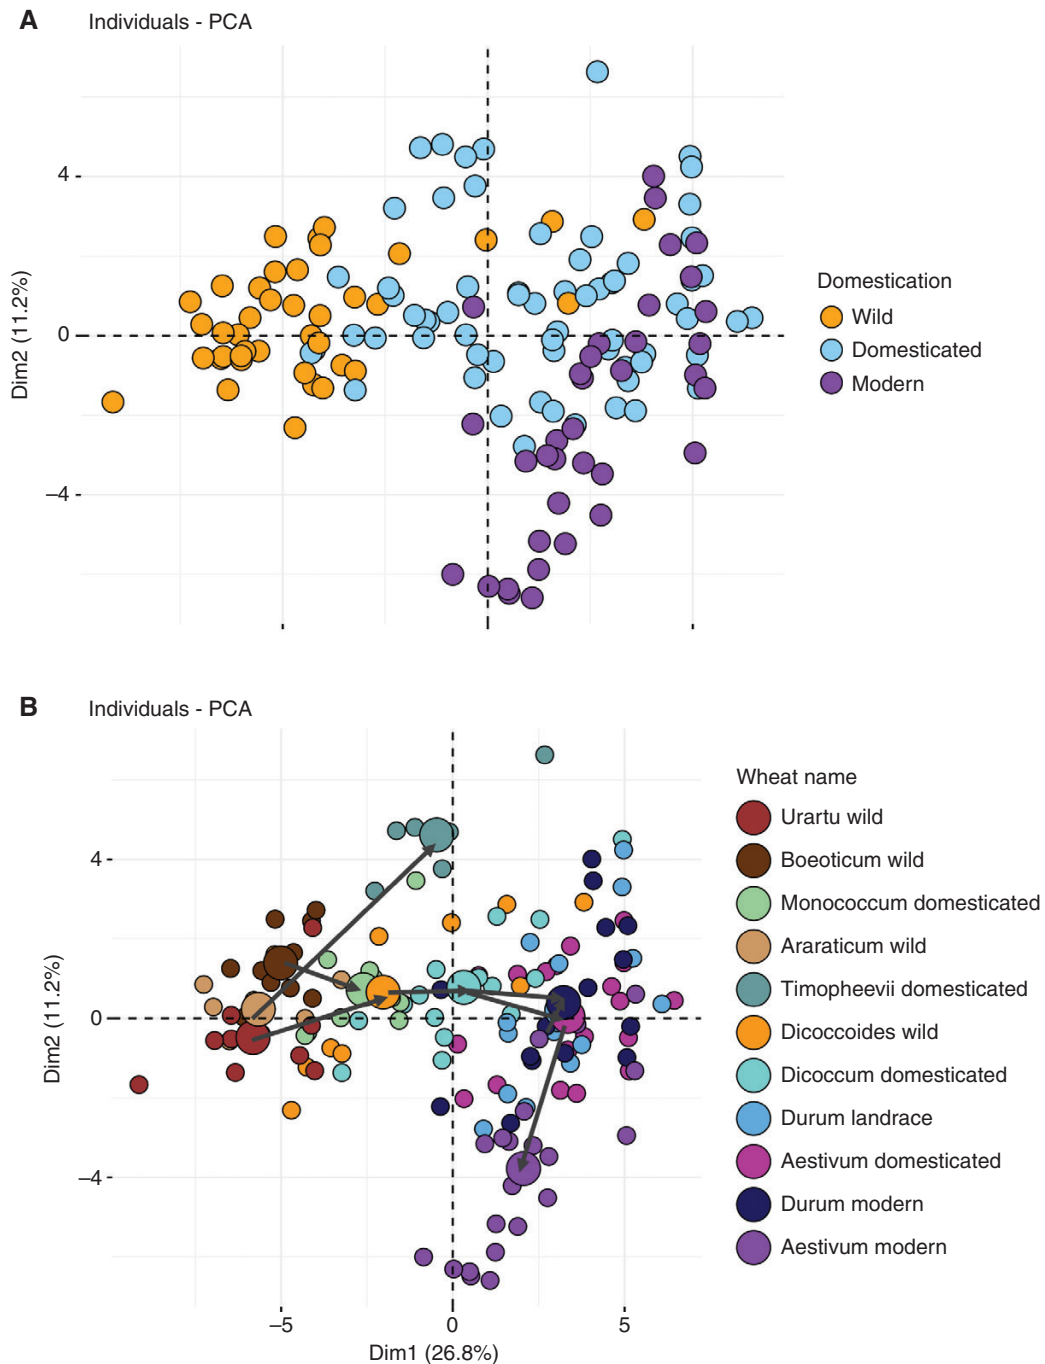 A
Individuals - PCA
4
0
–4
Dim2 (11.2%)
Domestication
Wild
Domesticated
Modern
B
Individuals - PCA
4
0
–4
Dim2 (11.2%)
–5
0
5
Dim1 (26.8%)
Wheat name
Urartu wild
Boeoticum wild
Monococcum domesticated
Araraticum wild
Timopheevii domesticated
Dicoccoides wild
Dicoccum domesticated
Durum landrace
Aestivum domesticated
Durum modern
Aestivum modern